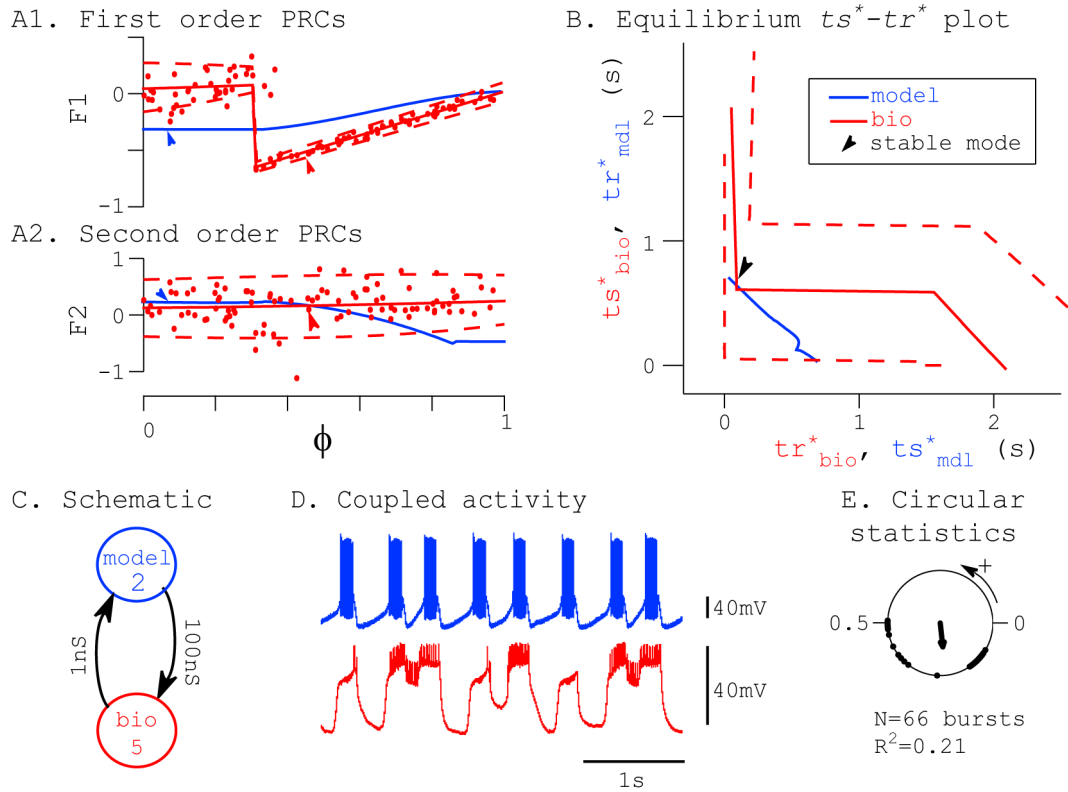 A1. First order PRCs
0
F1
−1
A2. Second order PRCs
1
F2
0
−1
0
1
ϕ
B. Equilibrium ts*-tr* plot
ts*bio, tr*mdl (s)
2
1
0
model
bio
stable mode
0
1
2
tr*bio, ts*mdl (s)
C. Schematic
model
2
1nS
100nS
bio
5
D. Coupled activity
40mV
40mV
1s
E. Circular
statistics
+
0.5
0
N=66 bursts
R²=0.21